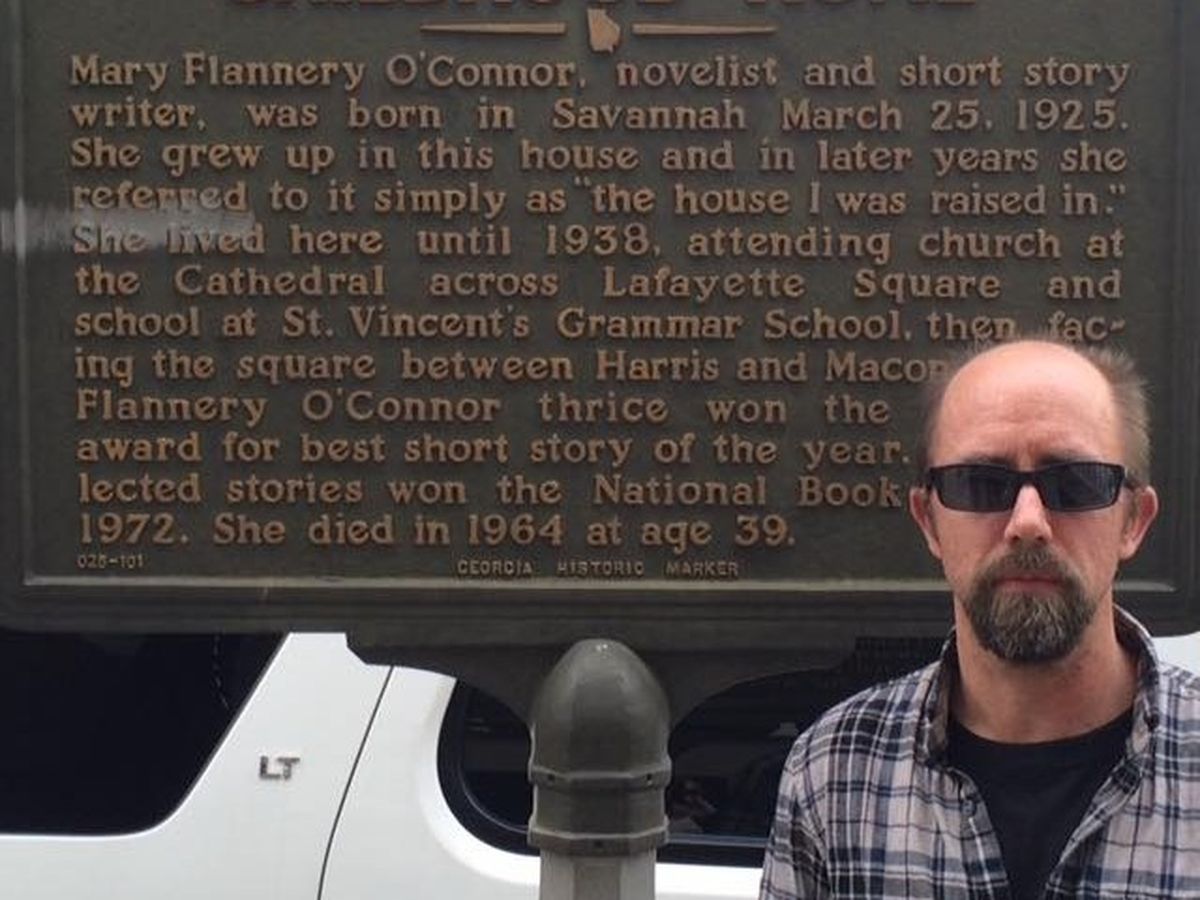 CHILDHOOD HOME
Mary Flannery O'Connor, novelist and short story
writer, was born in Savannah March 25, 1925.
She grew up in this house and in later years she
referred to it simply as "the house I was raised in."
She lived here until 1938, attending church at
the Cathedral across Lafayette Square and
school at St. Vincent's Grammar School, then fac-
ing the square between Harris and Macon
Flannery O'Connor thrice won the
award for best short story of the year.
lected stories won the National Book
1972. She died in 1964 at age 39.
025-101
GEORGIA HISTORIC MARKER
LT